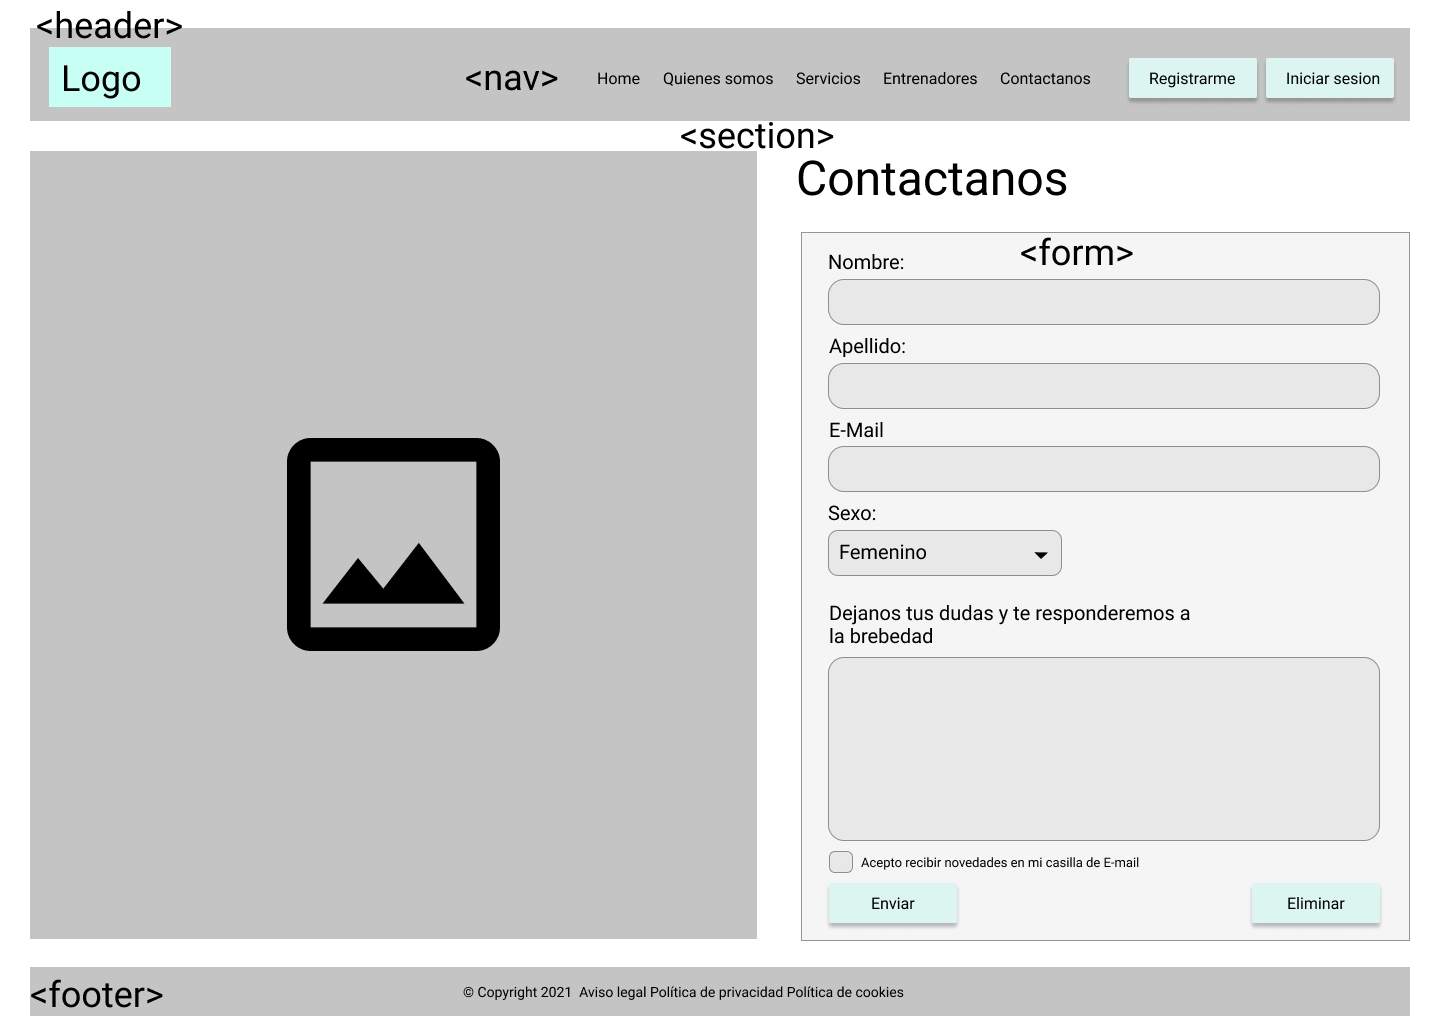 <header>
Logo
<nav> Home Quienes somos Servicios Entrenadores Contactanos Registrarme Iniciar sesion
<section>
Contactanos
<form>
Nombre:
Apellido:
E-Mail
Sexo:
Femenino
Dejanos tus dudas y te responderemos a
la brebedad
Acepto recibir novedades en mi casilla de E-mail
Enviar Eliminar
<footer>
© Copyright 2021 Aviso legal Política de privacidad Política de cookies